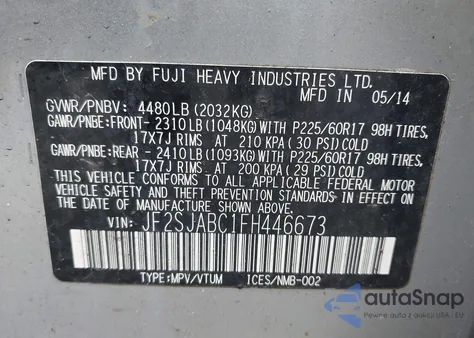 MFD BY FUJI HEAVY INDUSTRIES LTD.
MFD IN 05/14
GVWR/PNBV: 4480LB (2032KG)
GAWR/PNBE:FRONT- 2310LB (1048KG)WITH P225/60R17 98H TIRES,
17X7J RIMS AT 210 KPA( 30 PSI) COLD
GAWR/PNBE:REAR - 2410LB (1093KG)WITH P225/60R17 98H TIRES,
17X7J RIMS AT 200 KPA( 29 PSI) COLD
THIS VEHICLE CONFORMS TO ALL APPLICABLE FEDERAL MOTOR
VEHICLE SAFETY STANDARDS IN EFFECT ON THE
DATE OF MANUFACTURE SHOWN ABOVE.
VIN: JF2SJABC1FH446673
TYPE:MPV/VTUM ICES/NMB-002
autoSnap
Pewne auta z USA i EU